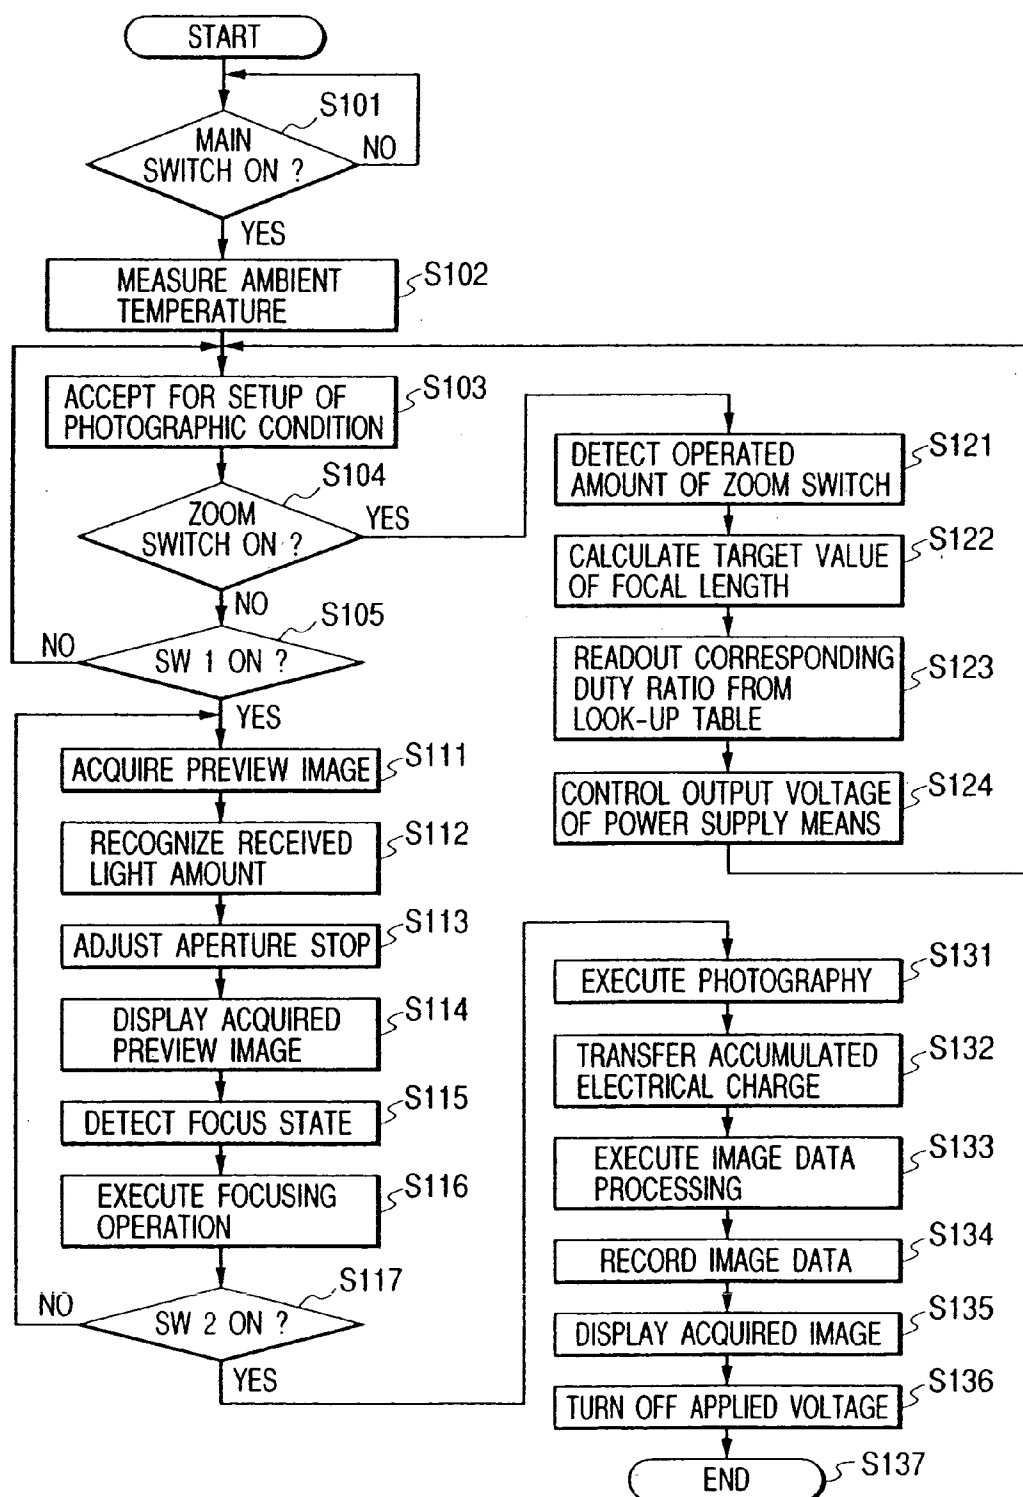 START
S101
MAIN
SWITCH ON ?
NO
YES
S102
MEASURE AMBIENT
TEMPERATURE
S103
ACCEPT FOR SETUP OF
PHOTOGRAPHIC CONDITION
S104
ZOOM
SWITCH ON ?
YES
NO
S105
SW 1 ON ?
NO
YES
S111
ACQUIRE PREVIEW IMAGE
S112
RECOGNIZE RECEIVED
LIGHT AMOUNT
S113
ADJUST APERTURE STOP
S114
DISPLAY ACQUIRED
PREVIEW IMAGE
S115
DETECT FOCUS STATE
S116
EXECUTE FOCUSING
OPERATION
S117
SW 2 ON ?
NO
YES
S121
DETECT OPERATED
AMOUNT OF ZOOM SWITCH
S122
CALCULATE TARGET VALUE
OF FOCAL LENGTH
S123
READOUT CORRESPONDING
DUTY RATIO FROM
LOOK-UP TABLE
S124
CONTROL OUTPUT VOLTAGE
OF POWER SUPPLY MEANS
S131
EXECUTE PHOTOGRAPHY
S132
TRANSFER ACCUMULATED
ELECTRICAL CHARGE
S133
EXECUTE IMAGE DATA
PROCESSING
S134
RECORD IMAGE DATA
S135
DISPLAY ACQUIRED IMAGE
S136
TURN OFF APPLIED VOLTAGE
S137
END